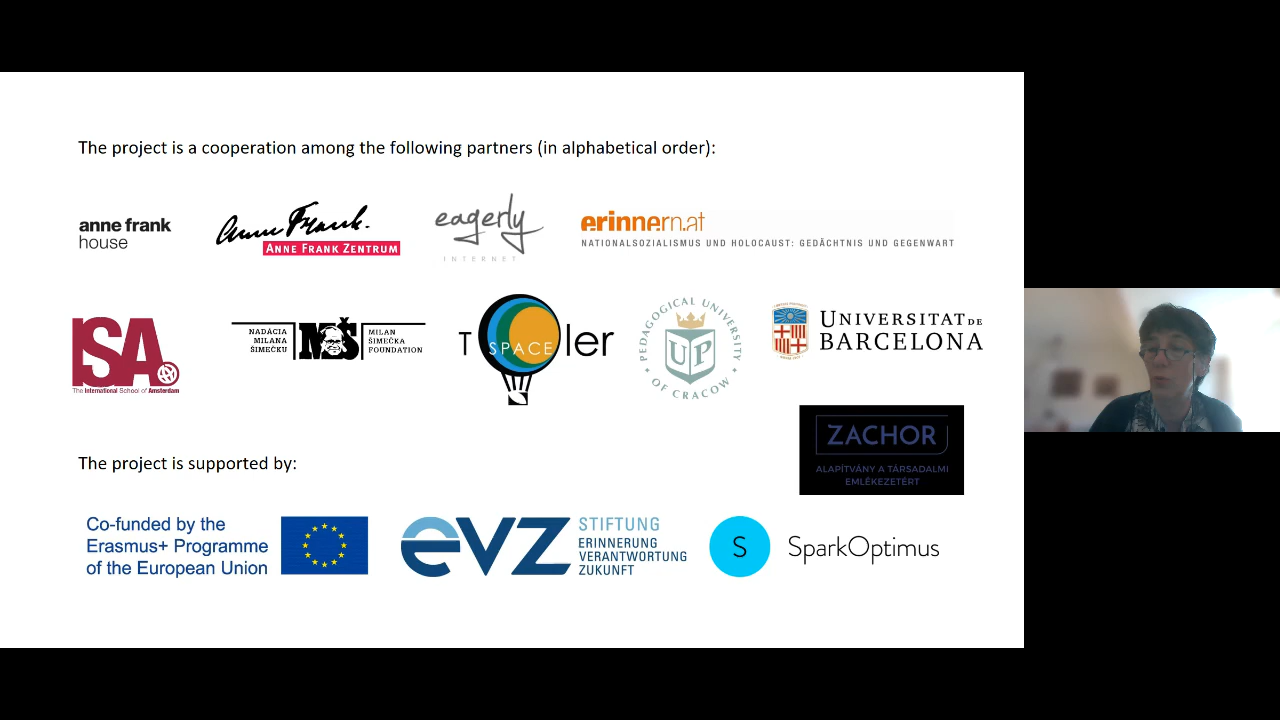 The project is a cooperation among the following partners (in alphabetical order):
anne frank
house
Anne Frank.
ANNE FRANK ZENTRUM
eagerly
INTERNET
erinnern.at
NATIONALSOZIALISMUS UND HOLOCAUST: GEDÄCHTNIS UND GEGENWART
ISA
The International School of Amsterdam
NADÁCIA
MILANA
ŠIMEČKU
MŠ
MILAN
ŠIMEČKA
FOUNDATION
T SPACE ler
PEDAGOGICAL UNIVERSITY
UP
OF CRACOW
UNIVERSITAT DE
BARCELONA
ZACHOR
ALAPÍTVÁNY A TÁRSADALMI
EMLÉKEZETÉRT
The project is supported by:
Co-funded by the
Erasmus+ Programme
of the European Union
evz
STIFTUNG
ERINNERUNG
VERANTWORTUNG
ZUKUNFT
S
SparkOptimus